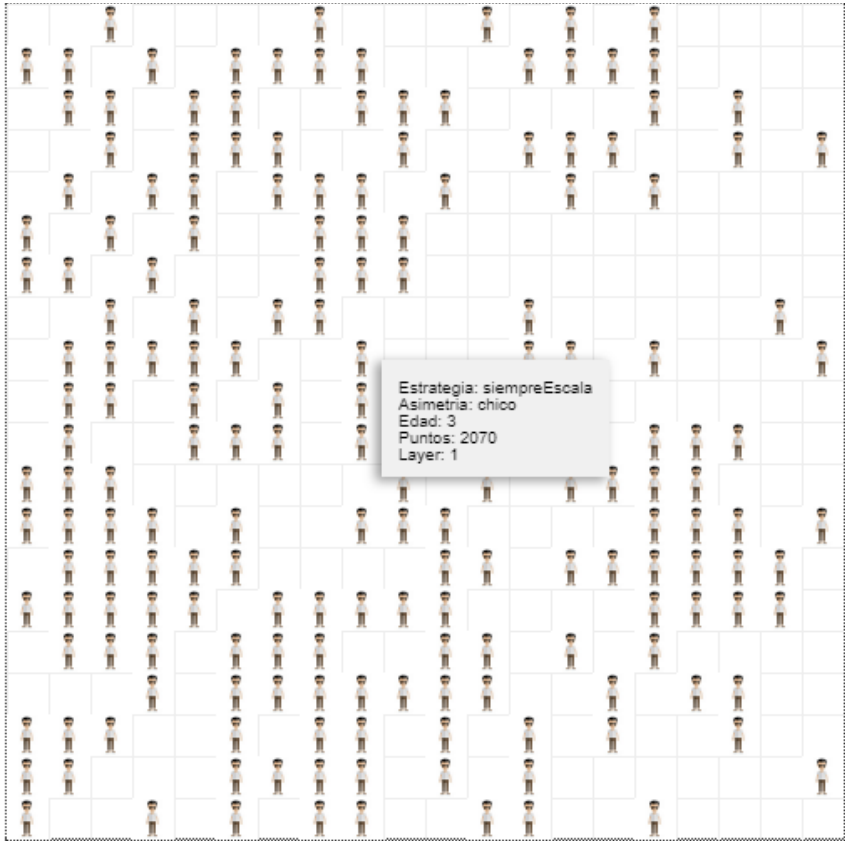 Estrategia: siempreEscala
Asimetria: chico
Edad: 3
Puntos: 2070
Layer: 1